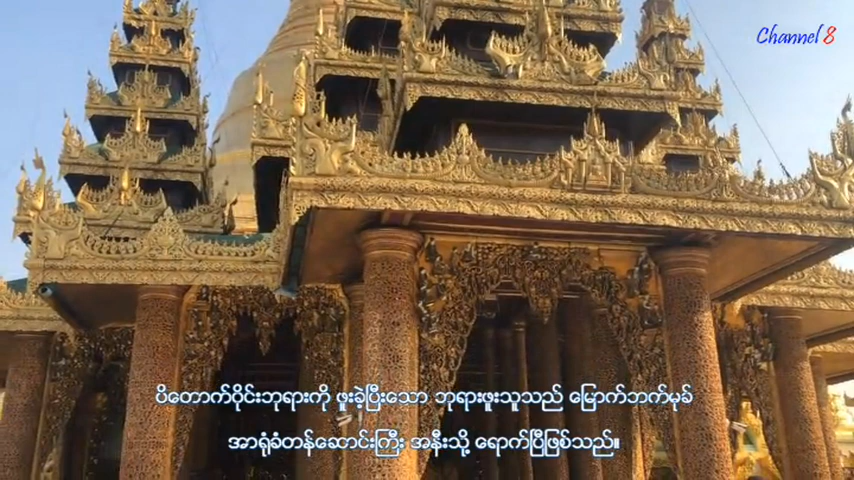 Channel 8
ပိတောက်ဝိုင်းဘုရားကို ဖူးခဲ့ပြီးသော ဘုရားဖူးသူသည် မြောက်ဘက်မုခ်
အာရုံခံတန်ဆောင်းကြီး အနီးသို့ ရောက်ပြီဖြစ်သည်။